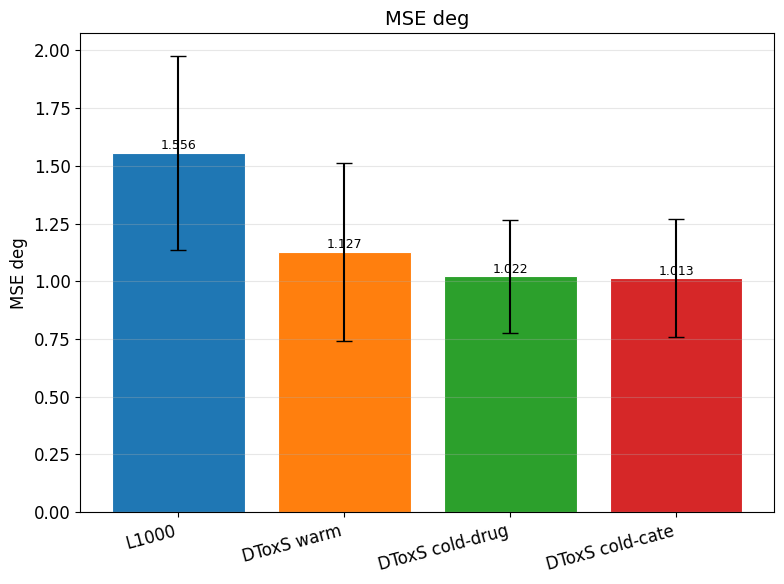 MSE deg
2.00
1.75
1.50
1.25
1.00
0.75
0.50
0.25
0.00
MSE deg
1.556
1.127
1.022
1.013
L1000
DToxS warm
DToxS cold-drug
DToxS cold-cate